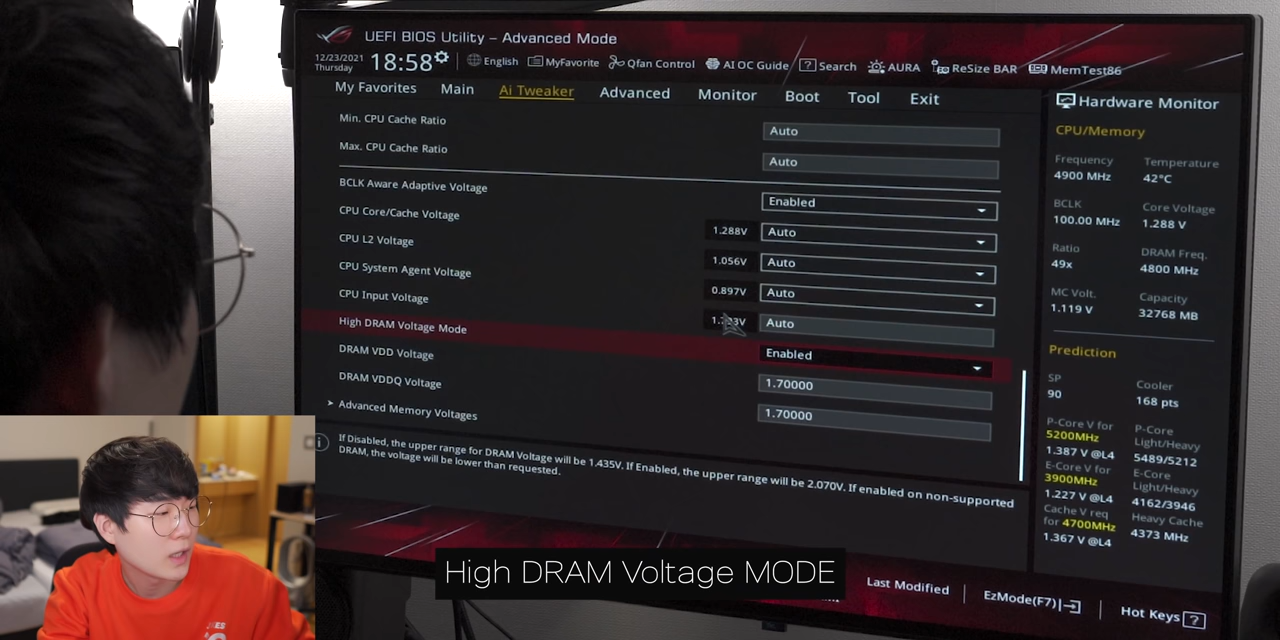 UEFI BIOS Utility – Advanced Mode
12/23/2021
Thursday
18:58
English
MyFavorite
Qfan Control
AI OC Guide
? Search
AURA
ReSize BAR
MemTest86
My Favorites
Main
Ai Tweaker
Advanced
Monitor
Boot
Tool
Exit
Min. CPU Cache Ratio
Auto
Max. CPU Cache Ratio
Auto
BCLK Aware Adaptive Voltage
Enabled
CPU Core/Cache Voltage
1.288V
Auto
CPU L2 Voltage
1.056V
Auto
CPU System Agent Voltage
0.897V
Auto
CPU Input Voltage
Auto
High DRAM Voltage Mode
Enabled
DRAM VDD Voltage
1.70000
DRAM VDDQ Voltage
1.70000
Advanced Memory Voltages
If Disabled, the upper range for DRAM Voltage will be 1.435V. If Enabled, the upper range will be 2.070V. If enabled on non-supported
DRAM, the voltage will be lower than requested.
Hardware Monitor
CPU/Memory
Frequency
4900 MHz
Temperature
42°C
BCLK
100.00 MHz
Core Voltage
1.288 V
Ratio
49x
DRAM Freq.
4800 MHz
MC Volt.
1.119 V
Capacity
32768 MB
Prediction
SP
90
Cooler
168 pts
P-Core V for
5200MHz
1.387 V @L4
P-Core
Light/Heavy
5489/5212
E-Core V for
3900MHz
1.227 V @L4
E-Core
Light/Heavy
4162/3946
Cache V req
for 4700MHz
1.367 V @L4
Heavy Cache
4373 MHz
High DRAM Voltage MODE
Last Modified
EzMode(F7)
Hot Keys ?